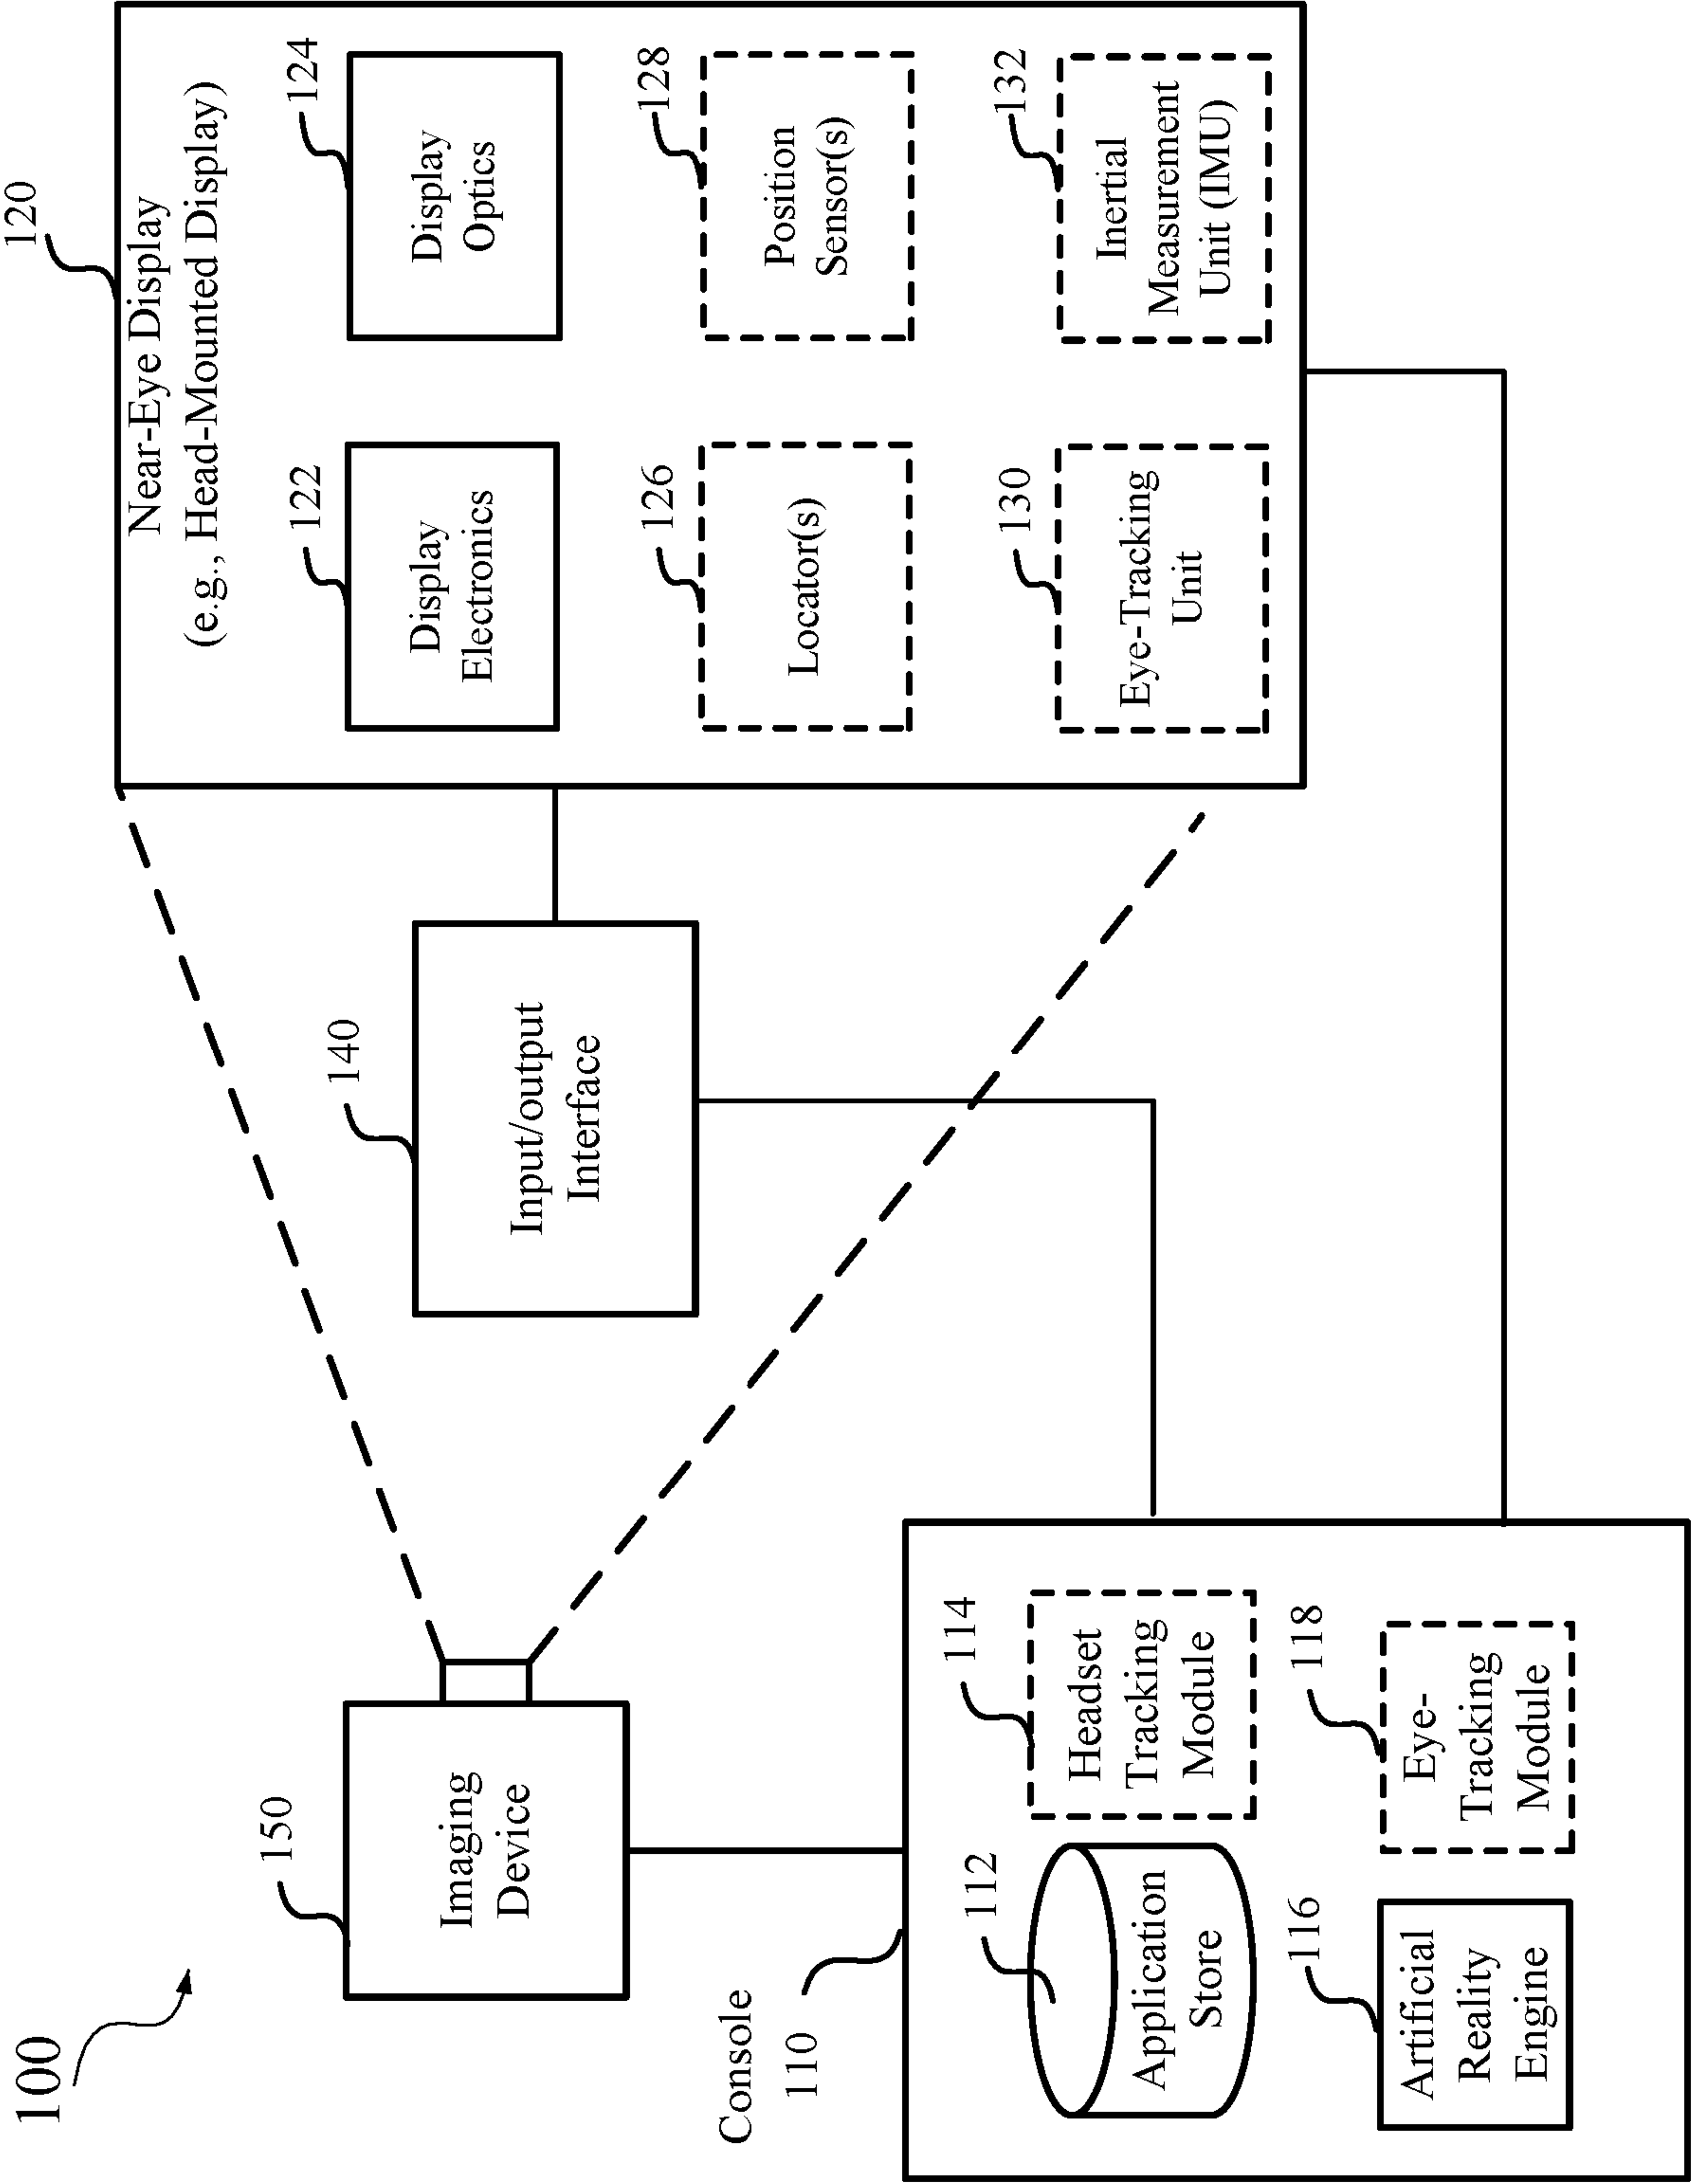 100
150
Imaging
Device
140
Input/output
Interface
120
Near-Eye Display
(e.g., Head-Mounted Display)
122
Display
Electronics
124
Display
Optics
126
Locator(s)
128
Position
Sensor(s)
130
Eye-Tracking
Unit
132
Inertial
Measurement
Unit (IMU)
Console
110
112
Application
Store
114
Headset
Tracking
Module
116
Artificial
Reality
Engine
118
Eye-
Tracking
Module